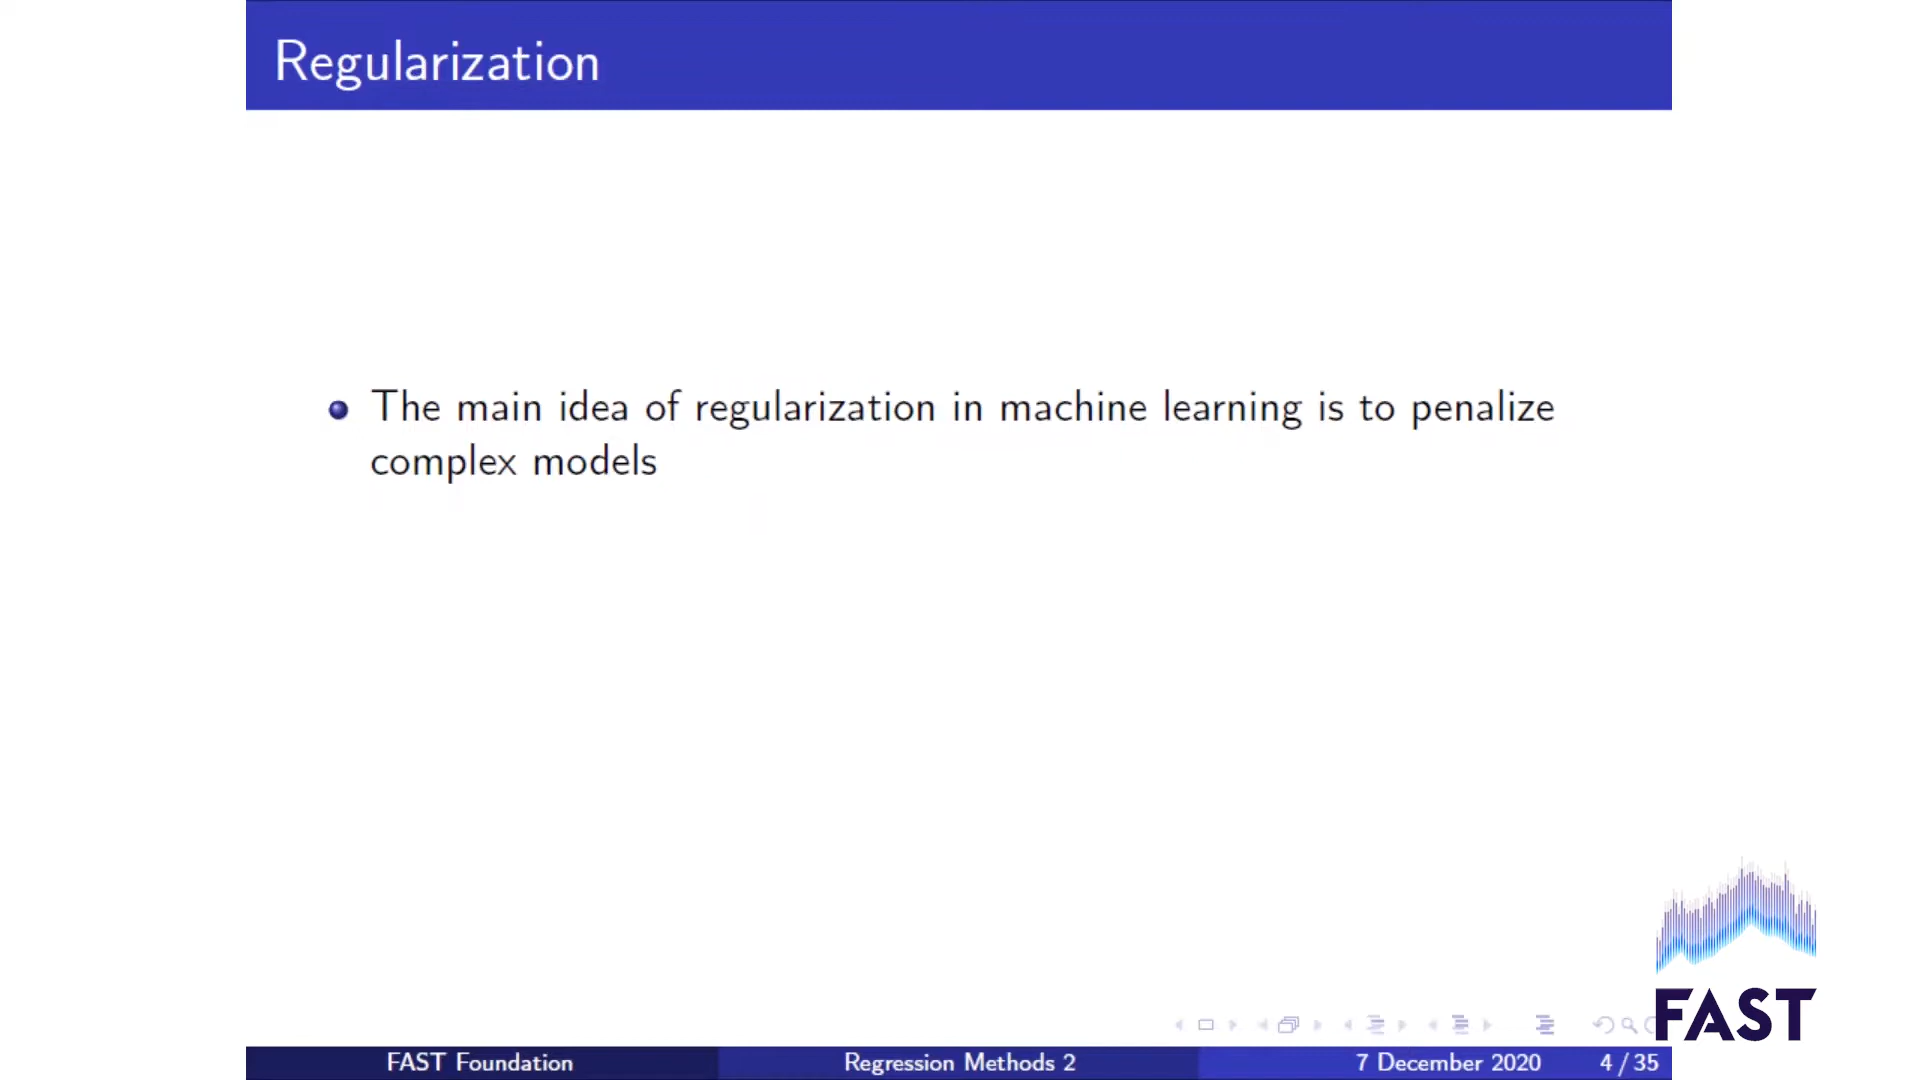 Regularization
The main idea of regularization in machine learning is to penalize
complex models
FAST
FAST Foundation
Regression Methods 2
7 December 2020
4 / 35